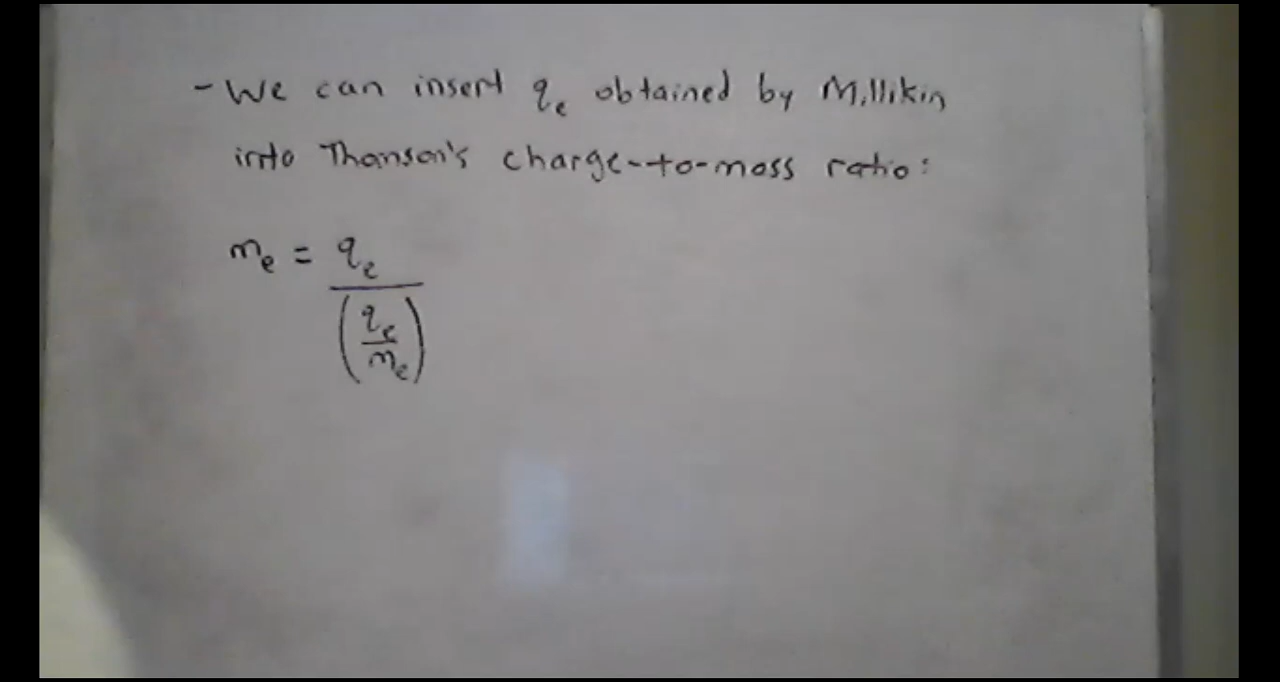 - We can insert qe obtained by Millikin
into Thomson's charge-to-mass ratio:
me = qe
(qe
me)